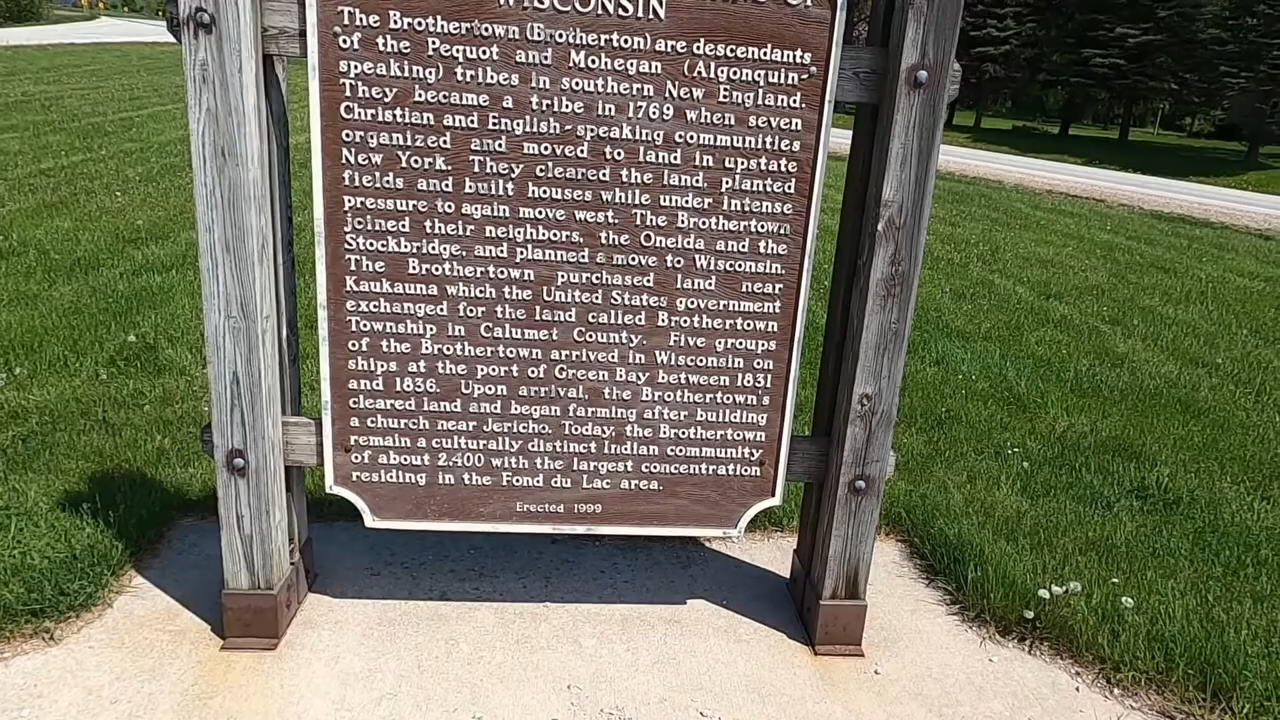 WISCONSIN
The Brothertown (Brotherton) are descendants
of the Pequot and Mohegan (Algonquin-
speaking) tribes in southern New England.
They became a tribe in 1769 when seven
Christian and English-speaking communities
organized and moved to land in upstate
New York. They cleared the land, planted
fields and built houses while under intense
pressure to again move west. The Brothertown
joined their neighbors, the Oneida and the
Stockbridge, and planned a move to Wisconsin.
The Brothertown purchased land near
Kaukauna which the United States government
exchanged for the land called Brothertown
Township in Calumet County. Five groups
of the Brothertown arrived in Wisconsin on
ships at the port of Green Bay between 1831
and 1836. Upon arrival, the Brothertown's
cleared land and began farming after building
a church near Jericho. Today, the Brothertown
remain a culturally distinct Indian community
of about 2,400 with the largest concentration
residing in the Fond du Lac area.
Erected 1999